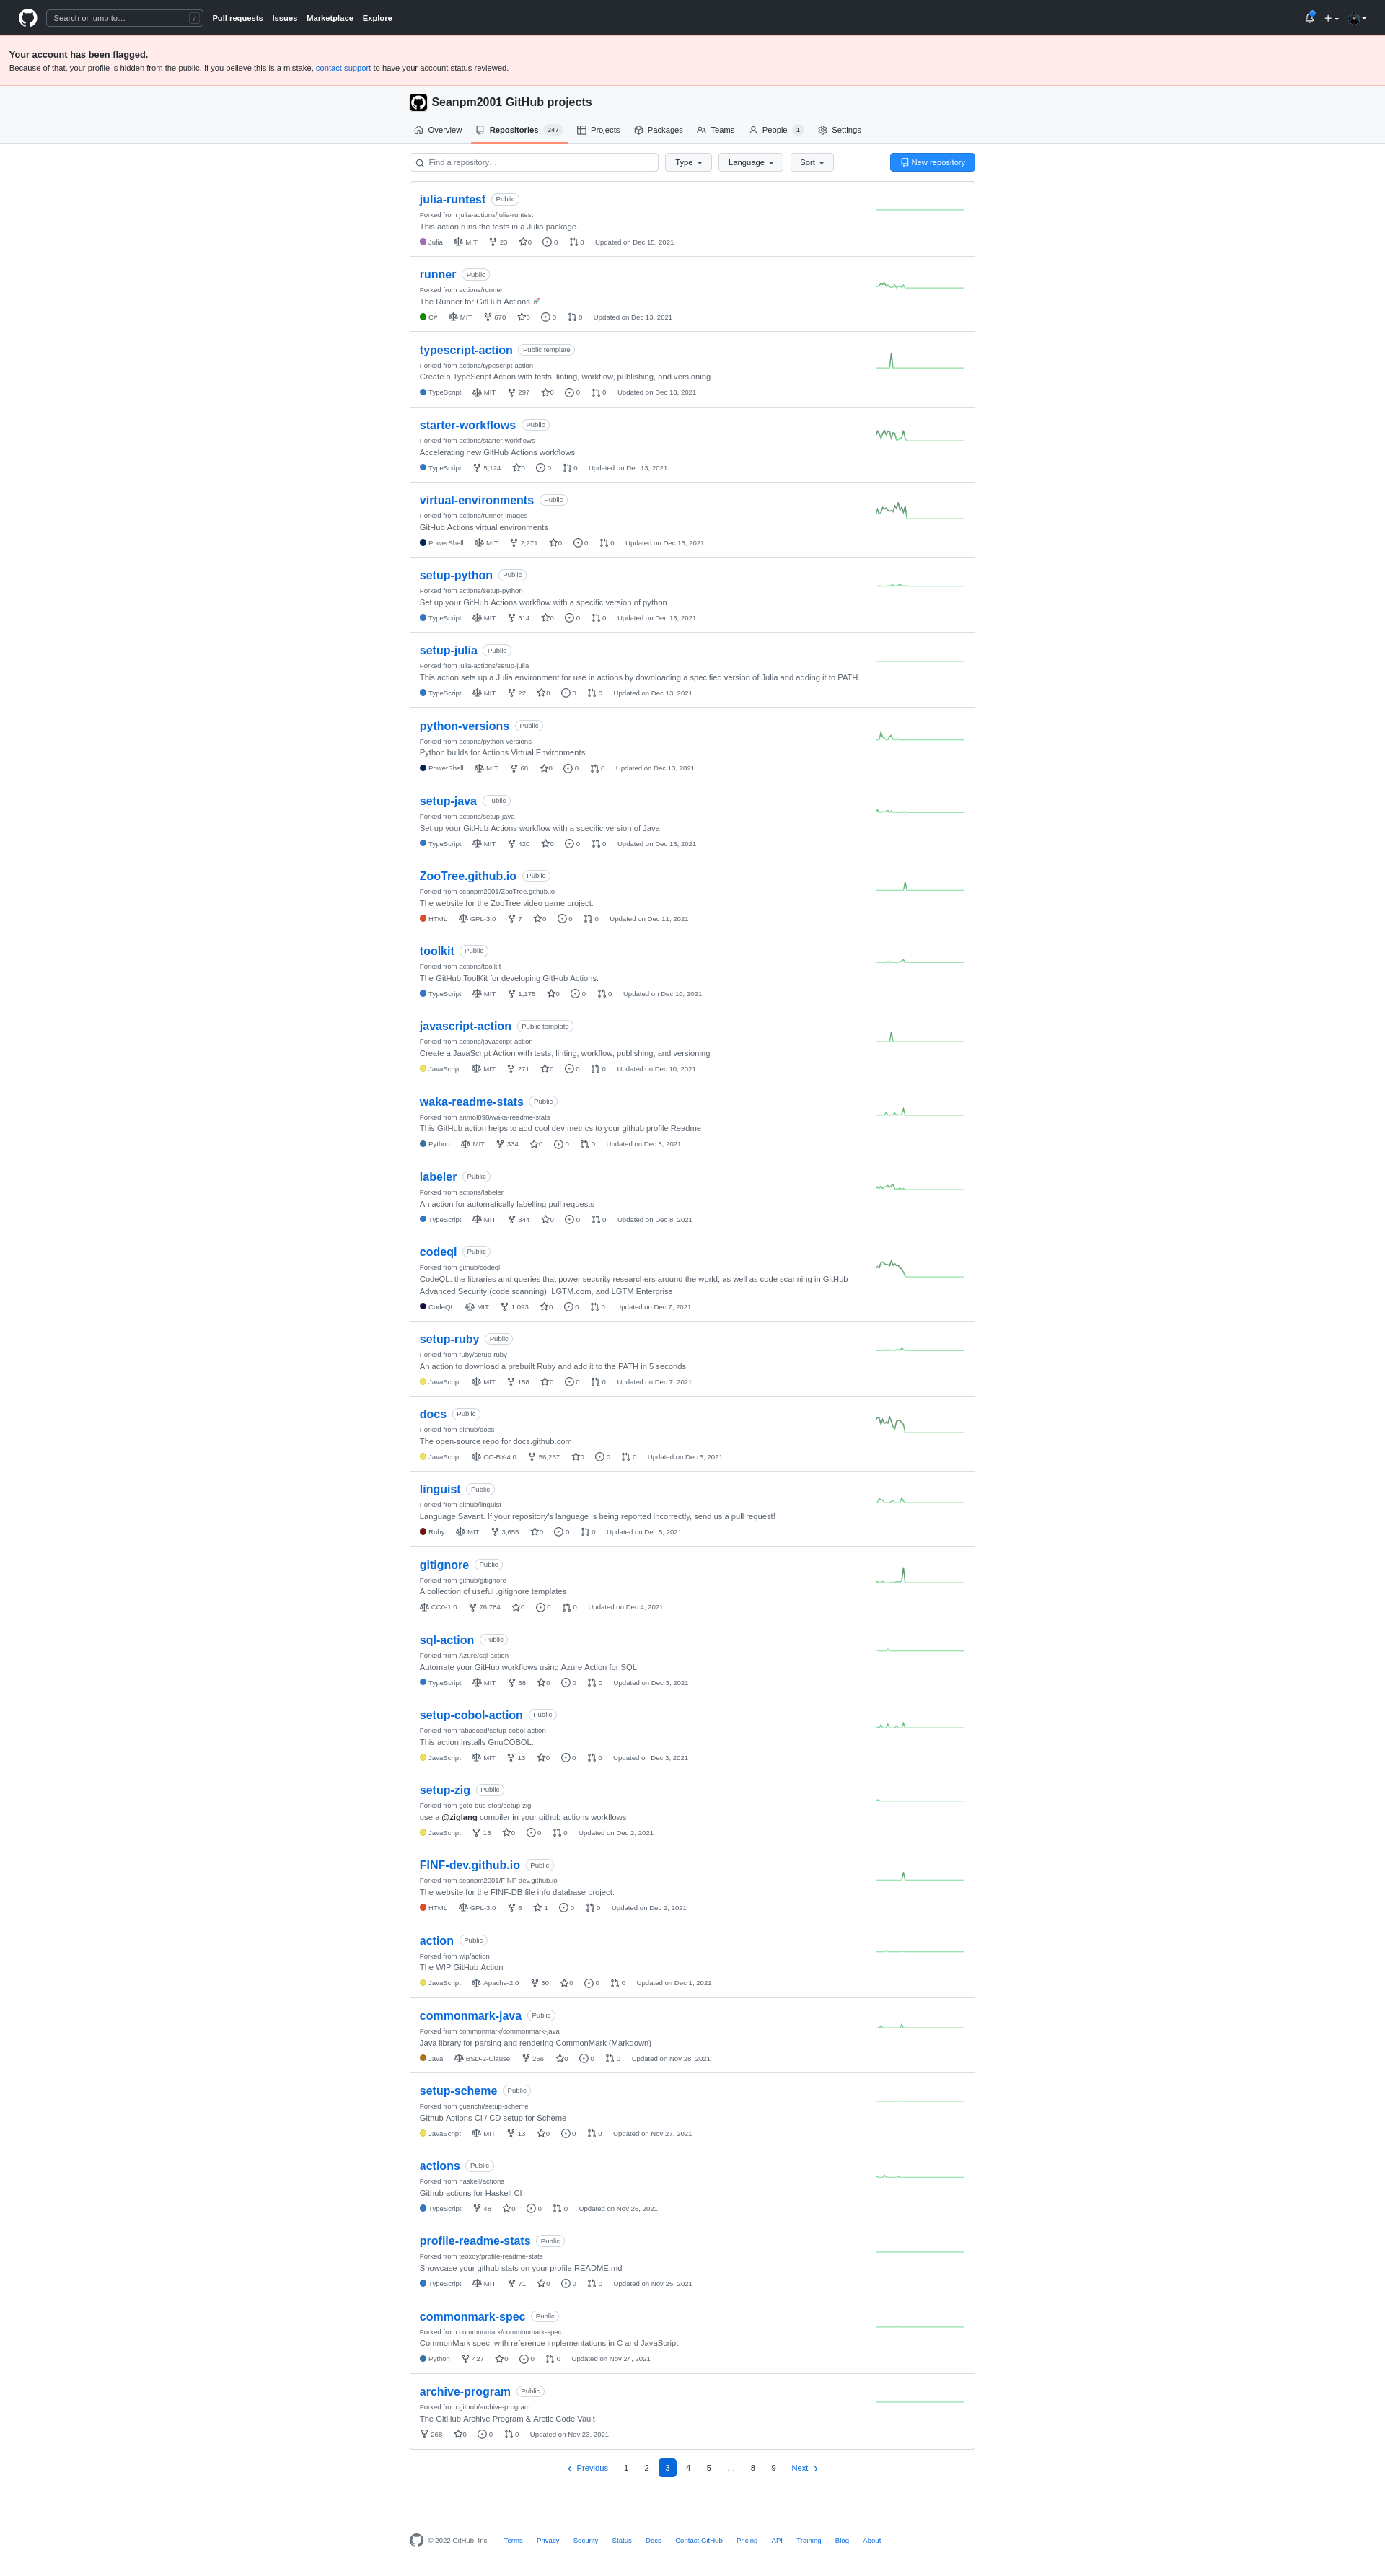 Search or jump to… /
Pull requests Issues Marketplace Explore
Your account has been flagged.
Because of that, your profile is hidden from the public. If you believe this is a mistake, contact support to have your account status reviewed.
Seanpm2001 GitHub projects
Overview Repositories 247 Projects Packages Teams People 1 Settings
Find a repository… Type Language Sort New repository
julia-runtest Public
Forked from julia-actions/julia-runtest
This action runs the tests in a Julia package.
Julia MIT 23 0 0 0 Updated on Dec 15, 2021
runner Public
Forked from actions/runner
The Runner for GitHub Actions 🚀
C# MIT 670 0 0 0 Updated on Dec 13, 2021
typescript-action Public template
Forked from actions/typescript-action
Create a TypeScript Action with tests, linting, workflow, publishing, and versioning
TypeScript MIT 297 0 0 0 Updated on Dec 13, 2021
starter-workflows Public
Forked from actions/starter-workflows
Accelerating new GitHub Actions workflows
TypeScript 5,124 0 0 0 Updated on Dec 13, 2021
virtual-environments Public
Forked from actions/runner-images
GitHub Actions virtual environments
PowerShell MIT 2,271 0 0 0 Updated on Dec 13, 2021
setup-python Public
Forked from actions/setup-python
Set up your GitHub Actions workflow with a specific version of python
TypeScript MIT 314 0 0 0 Updated on Dec 13, 2021
setup-julia Public
Forked from julia-actions/setup-julia
This action sets up a Julia environment for use in actions by downloading a specified version of Julia and adding it to PATH.
TypeScript MIT 22 0 0 0 Updated on Dec 13, 2021
python-versions Public
Forked from actions/python-versions
Python builds for Actions Virtual Environments
PowerShell MIT 68 0 0 0 Updated on Dec 13, 2021
setup-java Public
Forked from actions/setup-java
Set up your GitHub Actions workflow with a specific version of Java
TypeScript MIT 420 0 0 0 Updated on Dec 13, 2021
ZooTree.github.io Public
Forked from seanpm2001/ZooTree.github.io
The website for the ZooTree video game project.
HTML GPL-3.0 7 0 0 0 Updated on Dec 11, 2021
toolkit Public
Forked from actions/toolkit
The GitHub ToolKit for developing GitHub Actions.
TypeScript MIT 1,175 0 0 0 Updated on Dec 10, 2021
javascript-action Public template
Forked from actions/javascript-action
Create a JavaScript Action with tests, linting, workflow, publishing, and versioning
JavaScript MIT 271 0 0 0 Updated on Dec 10, 2021
waka-readme-stats Public
Forked from anmol098/waka-readme-stats
This GitHub action helps to add cool dev metrics to your github profile Readme
Python MIT 334 0 0 0 Updated on Dec 8, 2021
labeler Public
Forked from actions/labeler
An action for automatically labelling pull requests
TypeScript MIT 344 0 0 0 Updated on Dec 8, 2021
codeql Public
Forked from github/codeql
CodeQL: the libraries and queries that power security researchers around the world, as well as code scanning in GitHub
Advanced Security (code scanning), LGTM.com, and LGTM Enterprise
CodeQL MIT 1,093 0 0 0 Updated on Dec 7, 2021
setup-ruby Public
Forked from ruby/setup-ruby
An action to download a prebuilt Ruby and add it to the PATH in 5 seconds
JavaScript MIT 158 0 0 0 Updated on Dec 7, 2021
docs Public
Forked from github/docs
The open-source repo for docs.github.com
JavaScript CC-BY-4.0 56,267 0 0 0 Updated on Dec 5, 2021
linguist Public
Forked from github/linguist
Language Savant. If your repository's language is being reported incorrectly, send us a pull request!
Ruby MIT 3,655 0 0 0 Updated on Dec 5, 2021
gitignore Public
Forked from github/gitignore
A collection of useful .gitignore templates
CC0-1.0 76,784 0 0 0 Updated on Dec 4, 2021
sql-action Public
Forked from Azure/sql-action
Automate your GitHub workflows using Azure Action for SQL
TypeScript MIT 38 0 0 0 Updated on Dec 3, 2021
setup-cobol-action Public
Forked from fabasoad/setup-cobol-action
This action installs GnuCOBOL.
JavaScript MIT 13 0 0 0 Updated on Dec 3, 2021
setup-zig Public
Forked from goto-bus-stop/setup-zig
use a @ziglang compiler in your github actions workflows
JavaScript 13 0 0 0 Updated on Dec 2, 2021
FINF-dev.github.io Public
Forked from seanpm2001/FINF-dev.github.io
The website for the FINF-DB file info database project.
HTML GPL-3.0 6 1 0 0 Updated on Dec 2, 2021
action Public
Forked from wip/action
The WIP GitHub Action
JavaScript Apache-2.0 30 0 0 0 Updated on Dec 1, 2021
commonmark-java Public
Forked from commonmark/commonmark-java
Java library for parsing and rendering CommonMark (Markdown)
Java BSD-2-Clause 256 0 0 0 Updated on Nov 28, 2021
setup-scheme Public
Forked from guenchi/setup-scheme
Github Actions CI / CD setup for Scheme
JavaScript MIT 13 0 0 0 Updated on Nov 27, 2021
actions Public
Forked from haskell/actions
Github actions for Haskell CI
TypeScript 48 0 0 0 Updated on Nov 26, 2021
profile-readme-stats Public
Forked from teoxoy/profile-readme-stats
Showcase your github stats on your profile README.md
TypeScript MIT 71 0 0 0 Updated on Nov 25, 2021
commonmark-spec Public
Forked from commonmark/commonmark-spec
CommonMark spec, with reference implementations in C and JavaScript
Python 427 0 0 0 Updated on Nov 24, 2021
archive-program Public
Forked from github/archive-program
The GitHub Archive Program & Arctic Code Vault
268 0 0 0 Updated on Nov 23, 2021
Previous 1 2 3 4 5 … 8 9 Next
© 2022 GitHub, Inc. Terms Privacy Security Status Docs Contact GitHub Pricing API Training Blog About